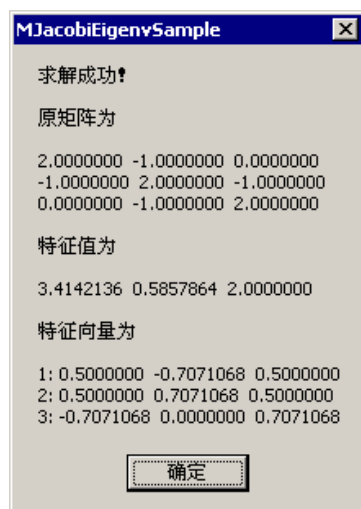 MJacobiEigenvSample
求解成功!
原矩阵为
2.0000000 -1.0000000 0.0000000
-1.0000000 2.0000000 -1.0000000
0.0000000 -1.0000000 2.0000000
特征值为
3.4142136 0.5857864 2.0000000
特征向量为
1: 0.5000000 -0.7071068 0.5000000
2: 0.5000000 0.7071068 0.5000000
3: -0.7071068 0.0000000 0.7071068
确定